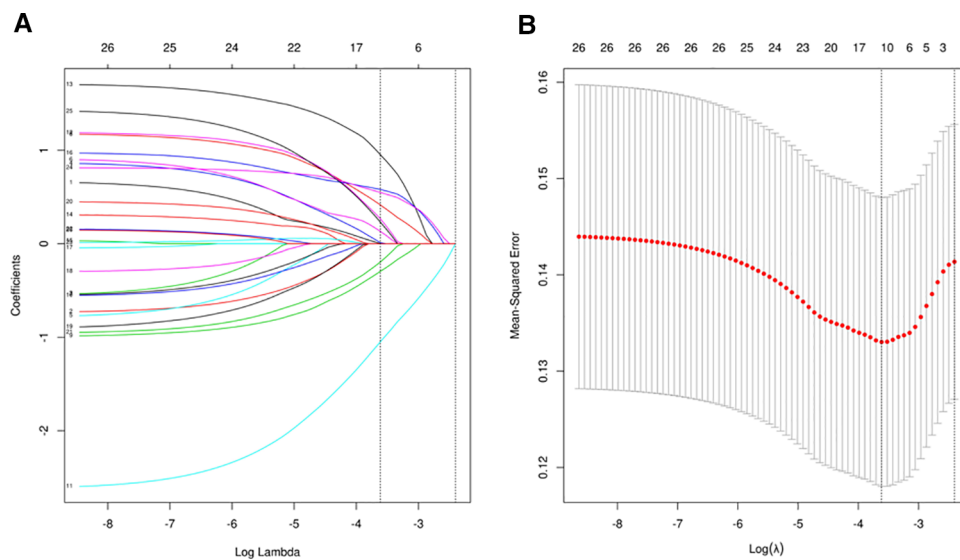 A
26 25 24 22 17 6
Coefficients
1
0
-1
-2
13
25
16
1
20
14
18
11
-8 -7 -6 -5 -4 -3
Log Lambda
B
26 26 26 26 26 26 25 24 23 20 17 10 6 5 3
Mean-Squared Error
0.16
0.15
0.14
0.13
0.12
-8 -7 -6 -5 -4 -3
Log(λ)